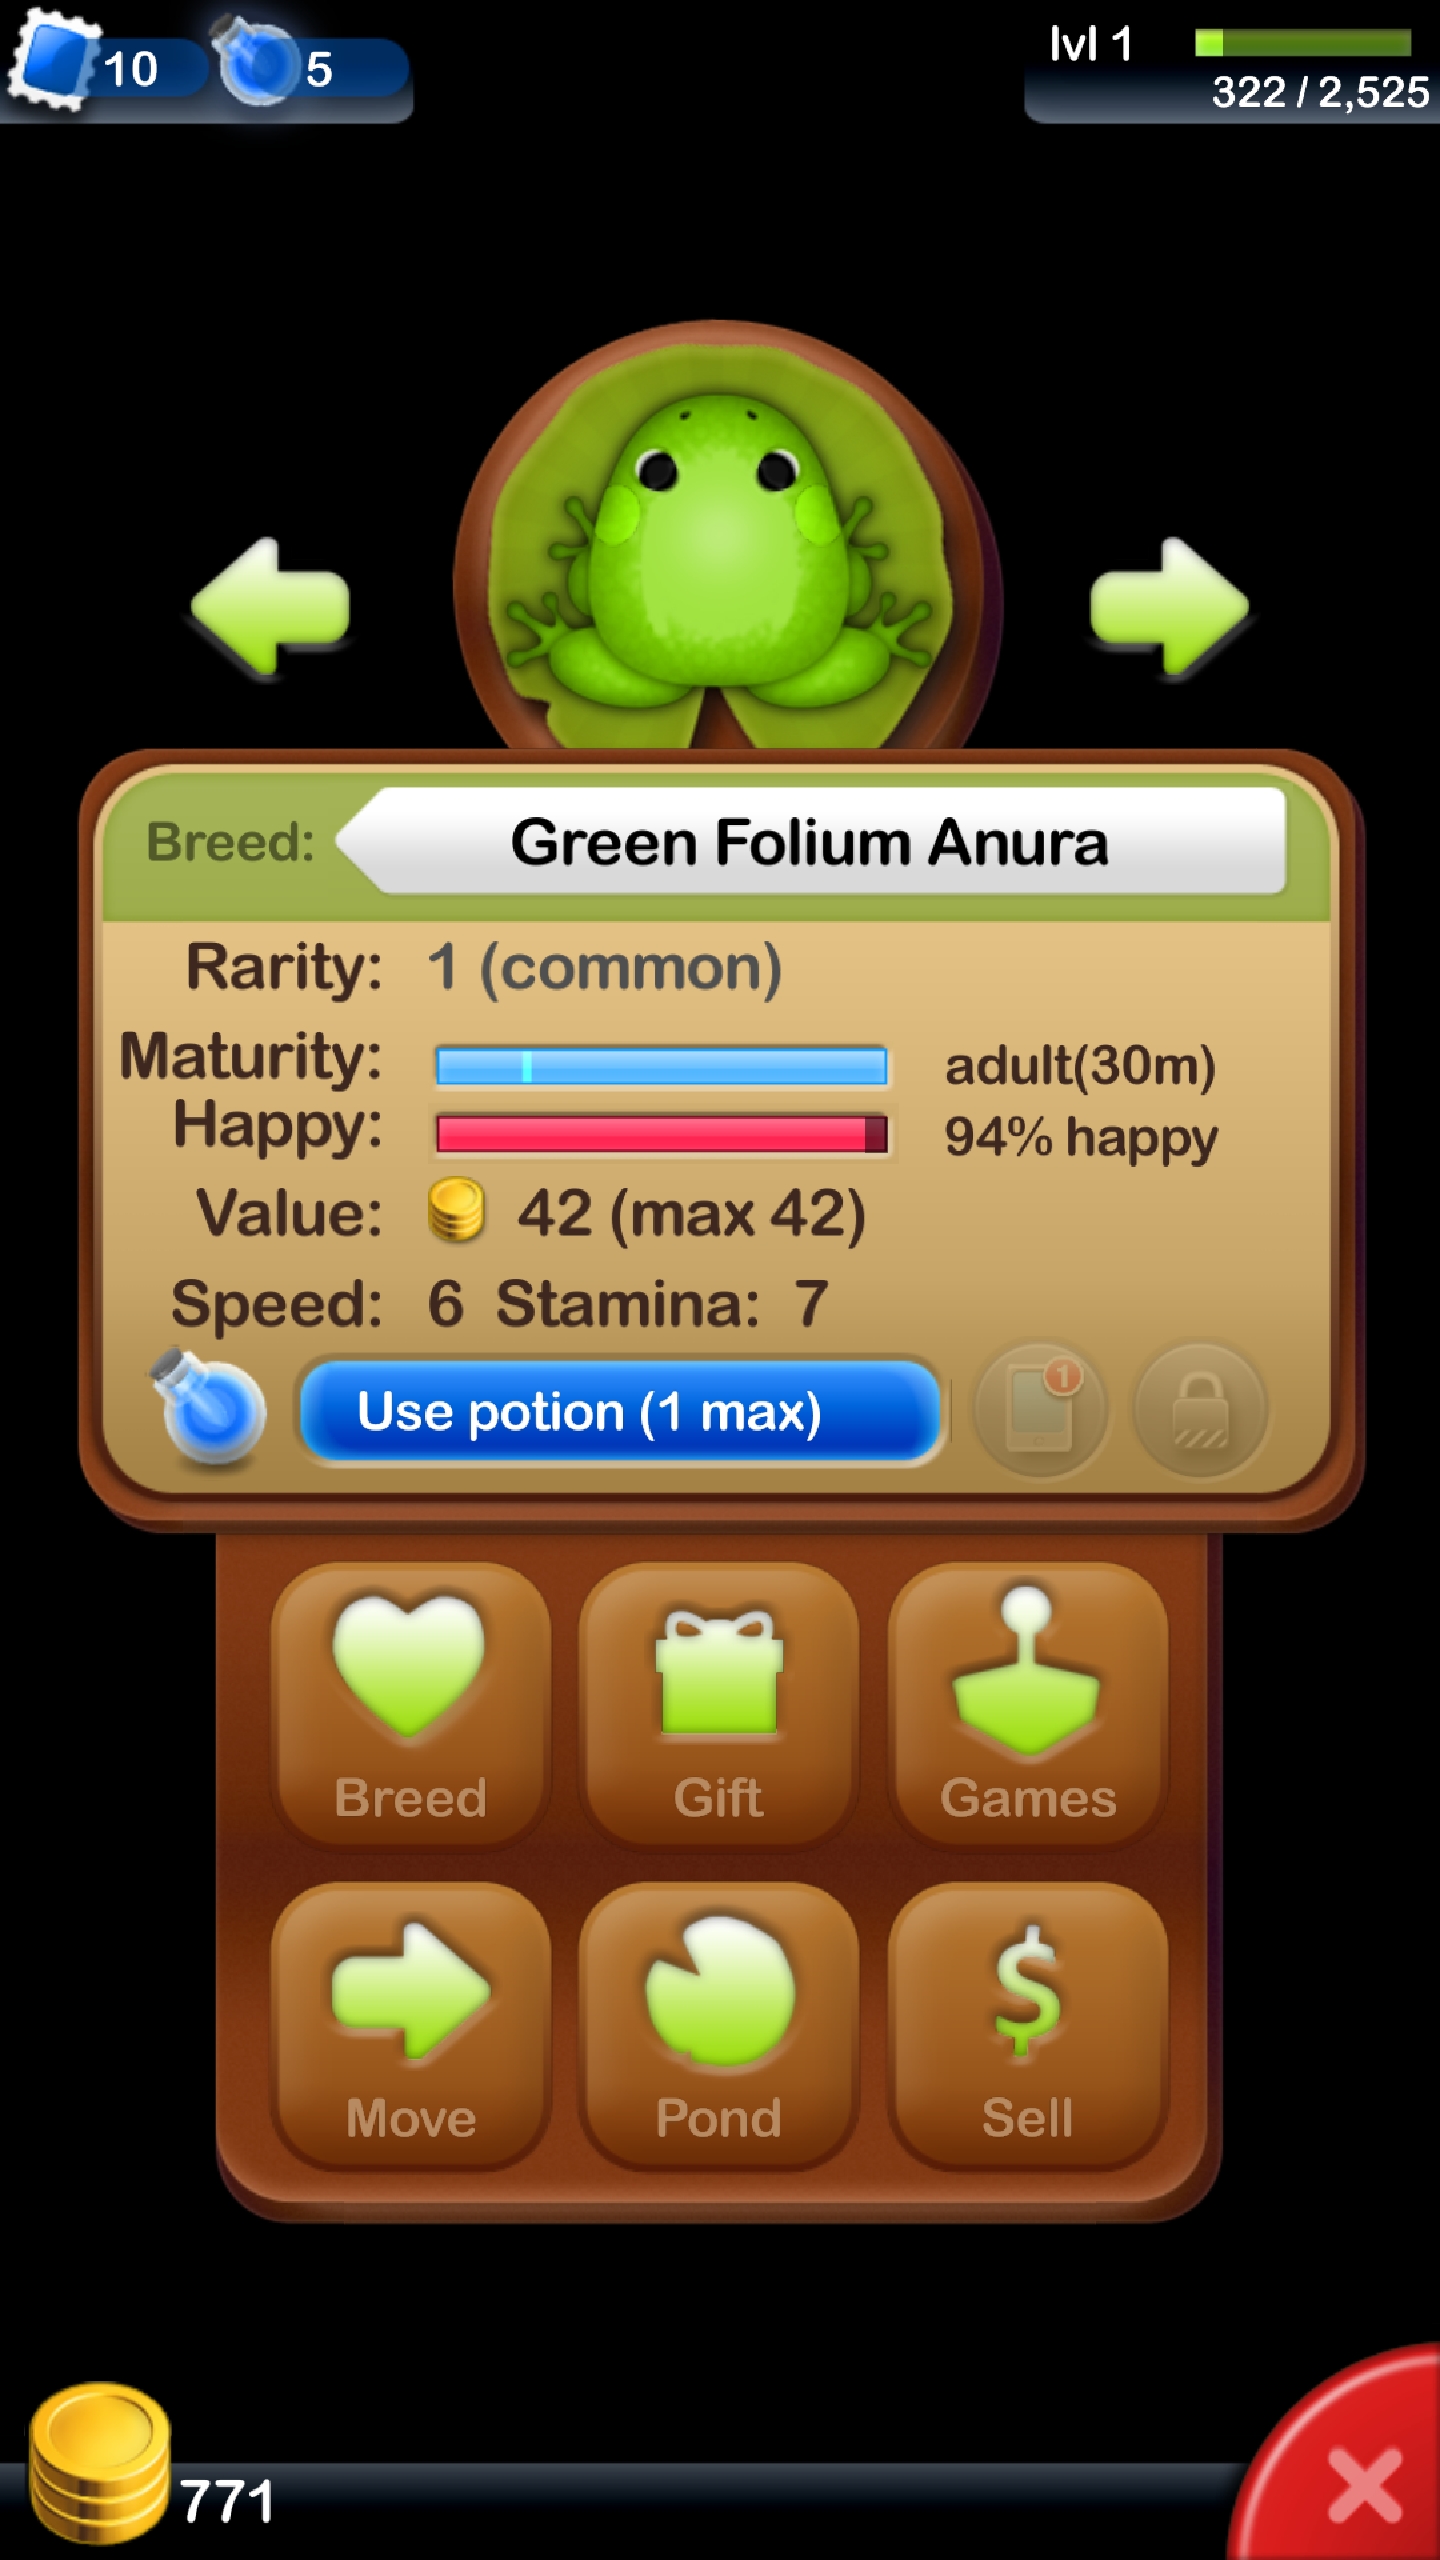 10
5
lvl 1
322 / 2,525
Breed: Green Folium Anura
Rarity: 1 (common)
Maturity: adult(30m)
Happy: 94% happy
Value: 42 (max 42)
Speed: 6 Stamina: 7
Use potion (1 max)
1
Breed Gift Games
$
Move Pond Sell
771